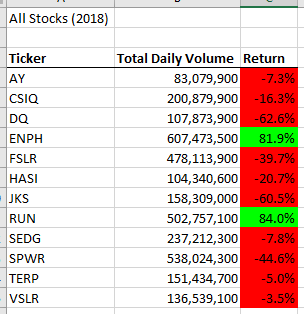 All Stocks (2018)
Ticker Total Daily Volume Return
AY 83,079,900 -7.3%
CSIQ 200,879,900 -16.3%
DQ 107,873,900 -62.6%
ENPH 607,473,500 81.9%
FSLR 478,113,900 -39.7%
HASI 104,340,600 -20.7%
JKS 158,309,000 -60.5%
RUN 502,757,100 84.0%
SEDG 237,212,300 -7.8%
SPWR 538,024,300 -44.6%
TERP 151,434,700 -5.0%
VSLR 136,539,100 -3.5%